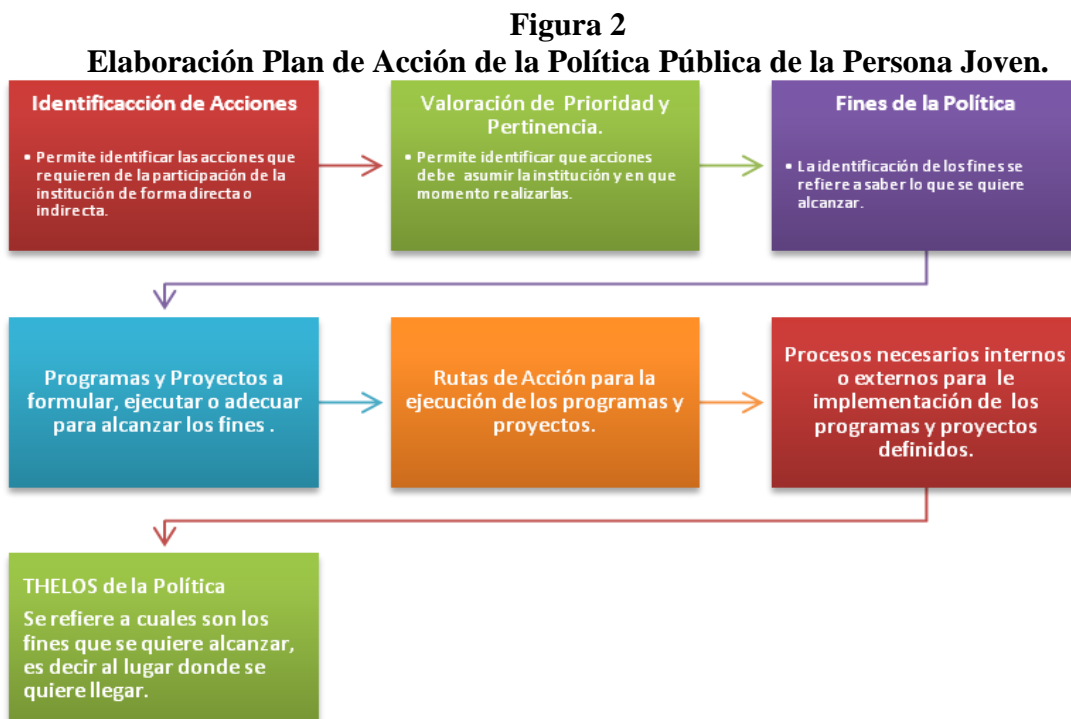 Figura 2
Elaboración Plan de Acción de la Política Pública de la Persona Joven.
Identificacción de Acciones
• Permite identificar las acciones que
requieren de la participación de la
institución de forma directa o
indirecta.
Valoración de Prioridad y
Pertinencia.
• Permite identificar que acciones
debe asumir la institución y en que
momento realizarlas.
Fines de la Política
• La identificación de los fines se
refiere a saber lo que se quiere
alcanzar.
Programas y Proyectos a
formular, ejecutar o adecuar
para alcanzar los fines .
Rutas de Acción para la
ejecución de los programas y
proyectos.
Procesos necesarios internos
o externos para le
implementación de los
programas y proyectos
definidos.
THELOS de la Política
Se refiere a cuales son los
fines que se quiere alcanzar,
es decir al lugar donde se
quiere llegar.